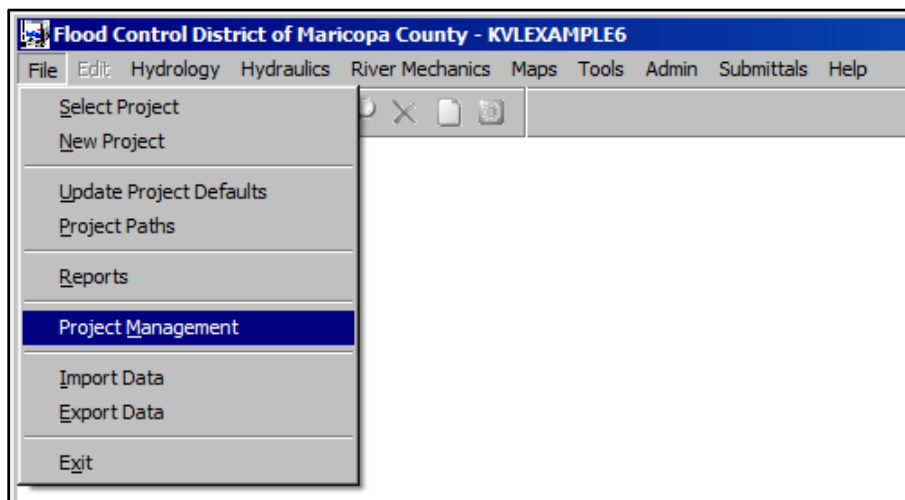 Flood Control District of Maricopa County - KVLEXAMPLE6
File Edit Hydrology Hydraulics River Mechanics Maps Tools Admin Submittals Help
Select Project
New Project
Update Project Defaults
Project Paths
Reports
Project Management
Import Data
Export Data
Exit